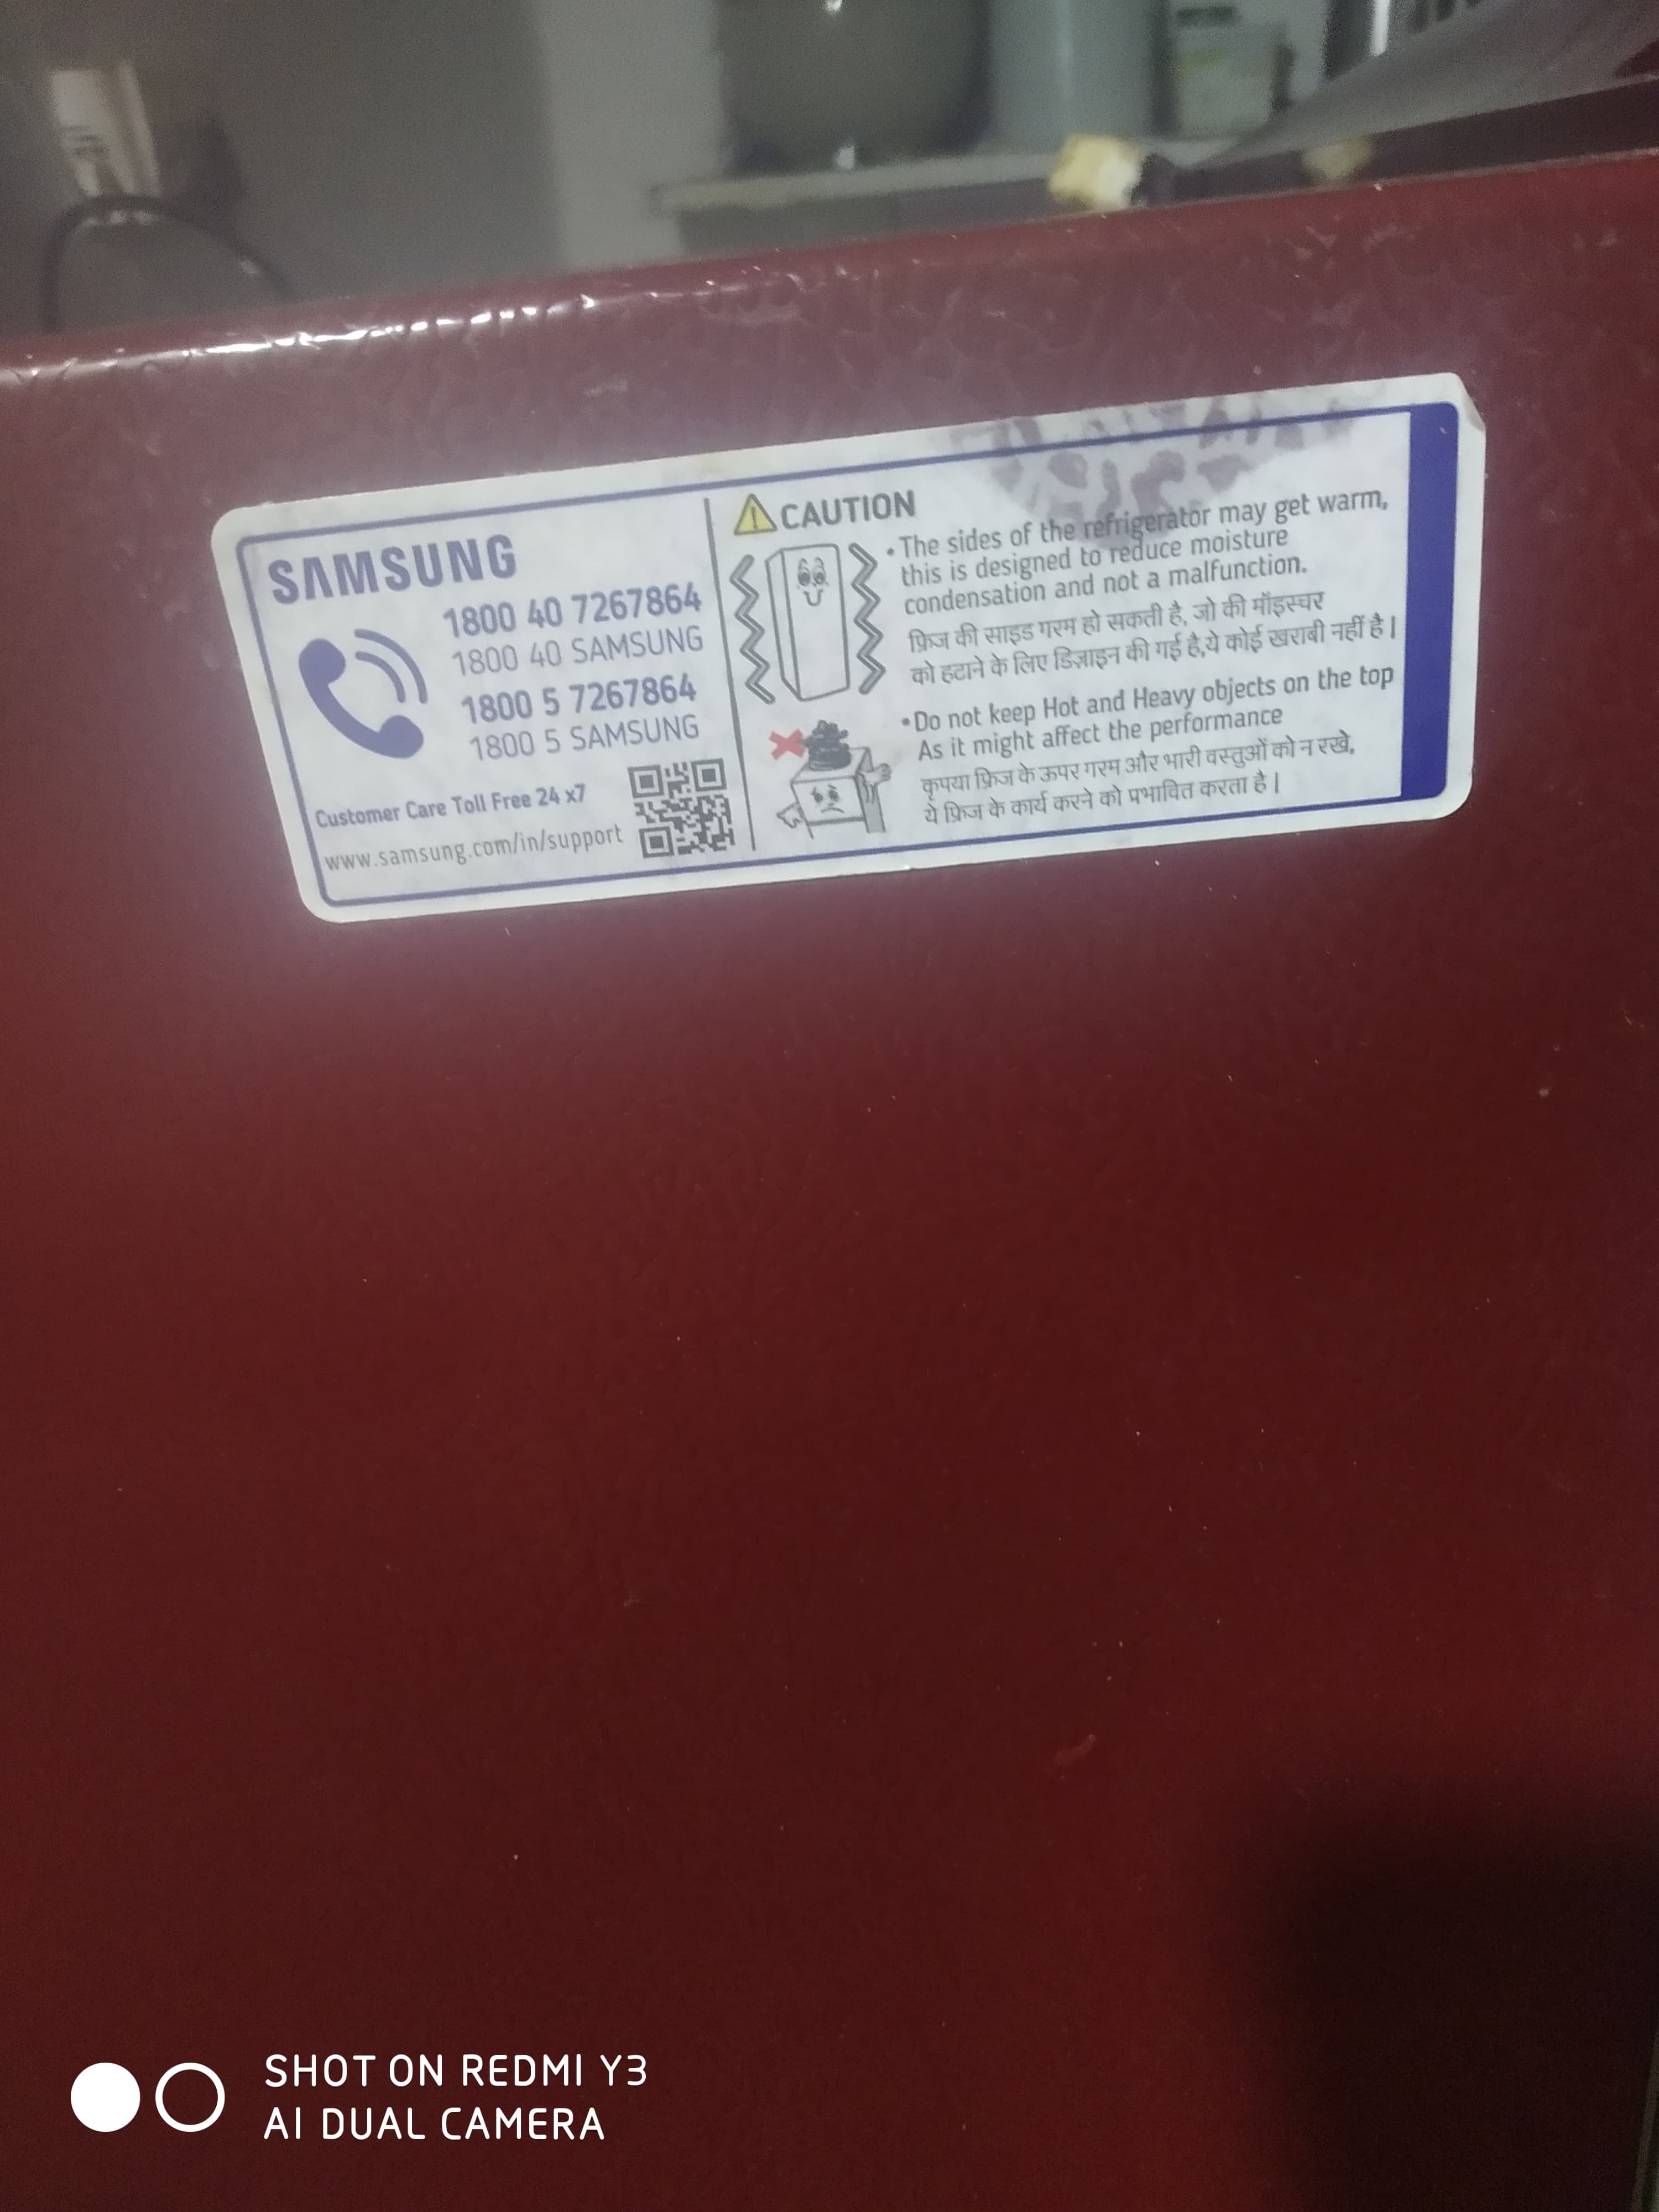 SAMSUNG
1800 40 7267864
1800 40 SAMSUNG
1800 5 7267864
1800 5 SAMSUNG
Customer Care Toll Free 24 x7
www.samsung.com/in/support
CAUTION
•The sides of the refrigerator may get warm,
this is designed to reduce moisture
condensation and not a malfunction.
फ्रिज की साइड गरम हो सकती है, जो की मॉइस्चर
को हटाने के लिए डिज़ाइन की गई है,ये कोई खराबी नहीं है |
•Do not keep Hot and Heavy objects on the top
As it might affect the performance
कृपया फ्रिज के ऊपर गरम और भारी वस्तुओं को न रखे,
ये फ्रिज के कार्य करने को प्रभावित करता है |
SHOT ON REDMI Y3
AI DUAL CAMERA